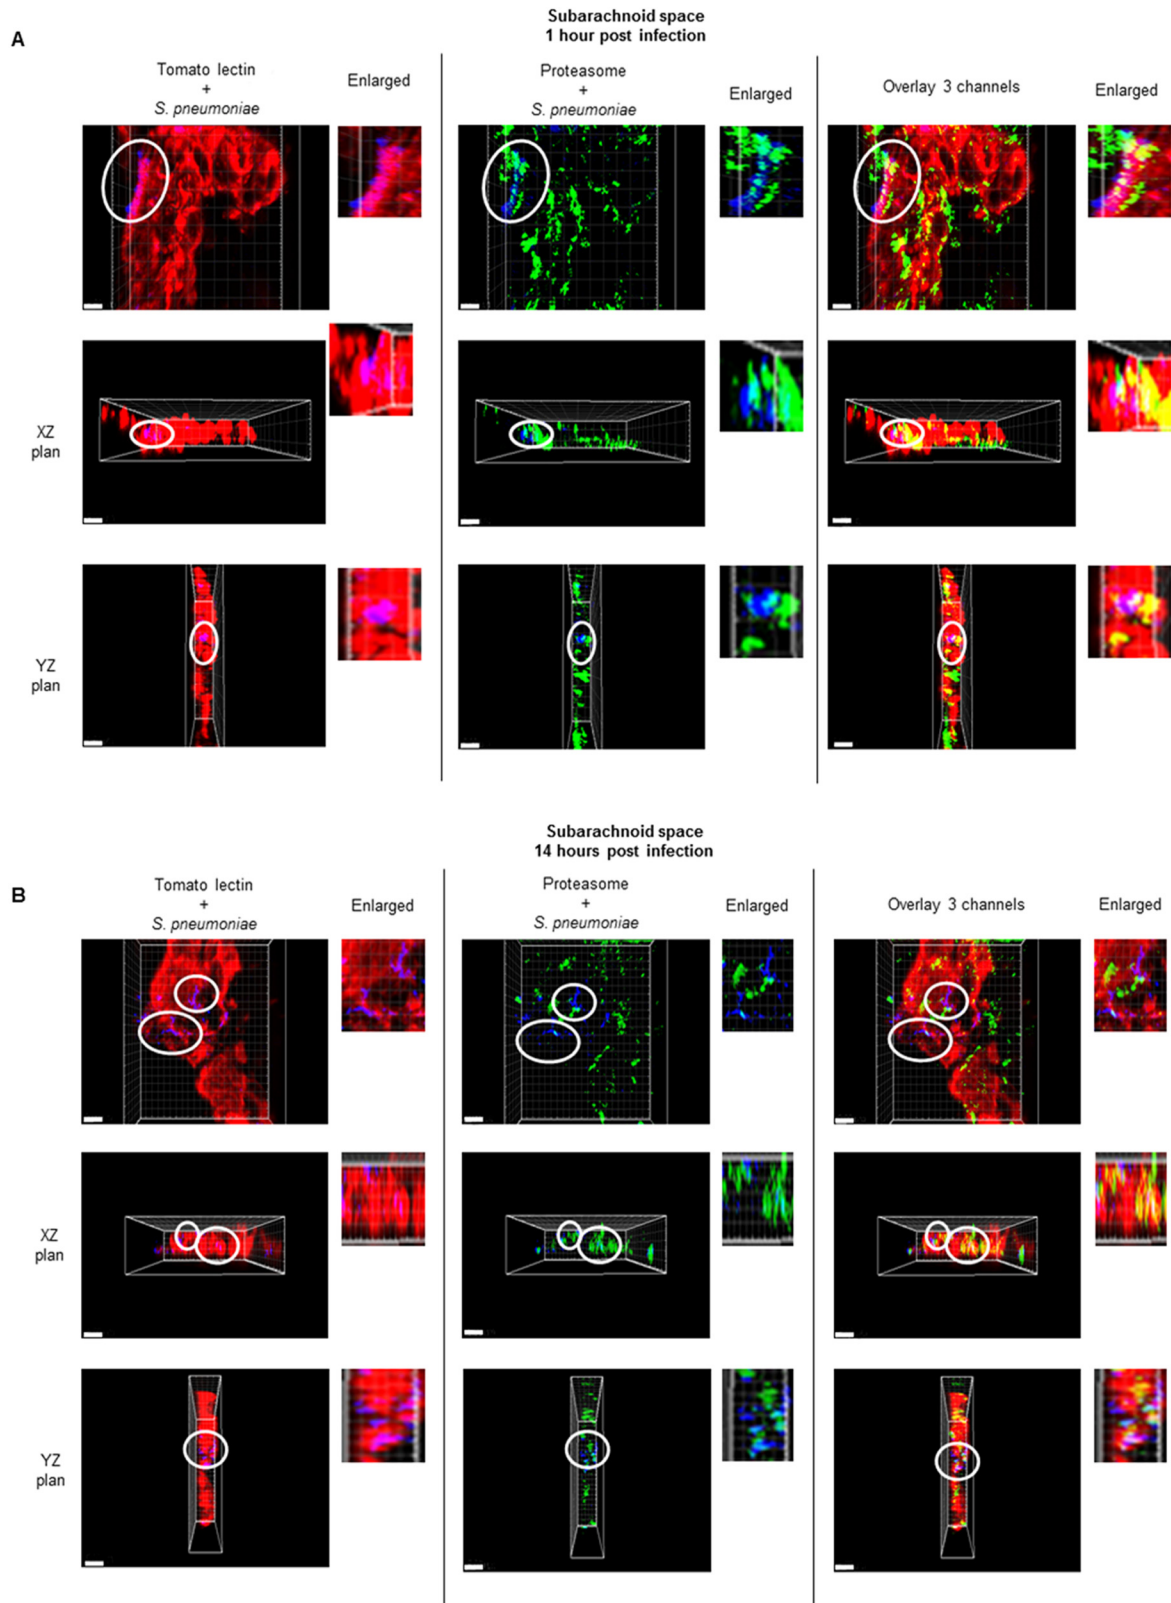 Subarachnoid space
1 hour post infection
A
Tomato lectin
+
S. pneumoniae
Enlarged
Proteasome
+
S. pneumoniae
Enlarged
Overlay 3 channels
Enlarged
XZ
plan
YZ
plan
Subarachnoid space
14 hours post infection
B
Tomato lectin
+
S. pneumoniae
Enlarged
Proteasome
+
S. pneumoniae
Enlarged
Overlay 3 channels
Enlarged
XZ
plan
YZ
plan